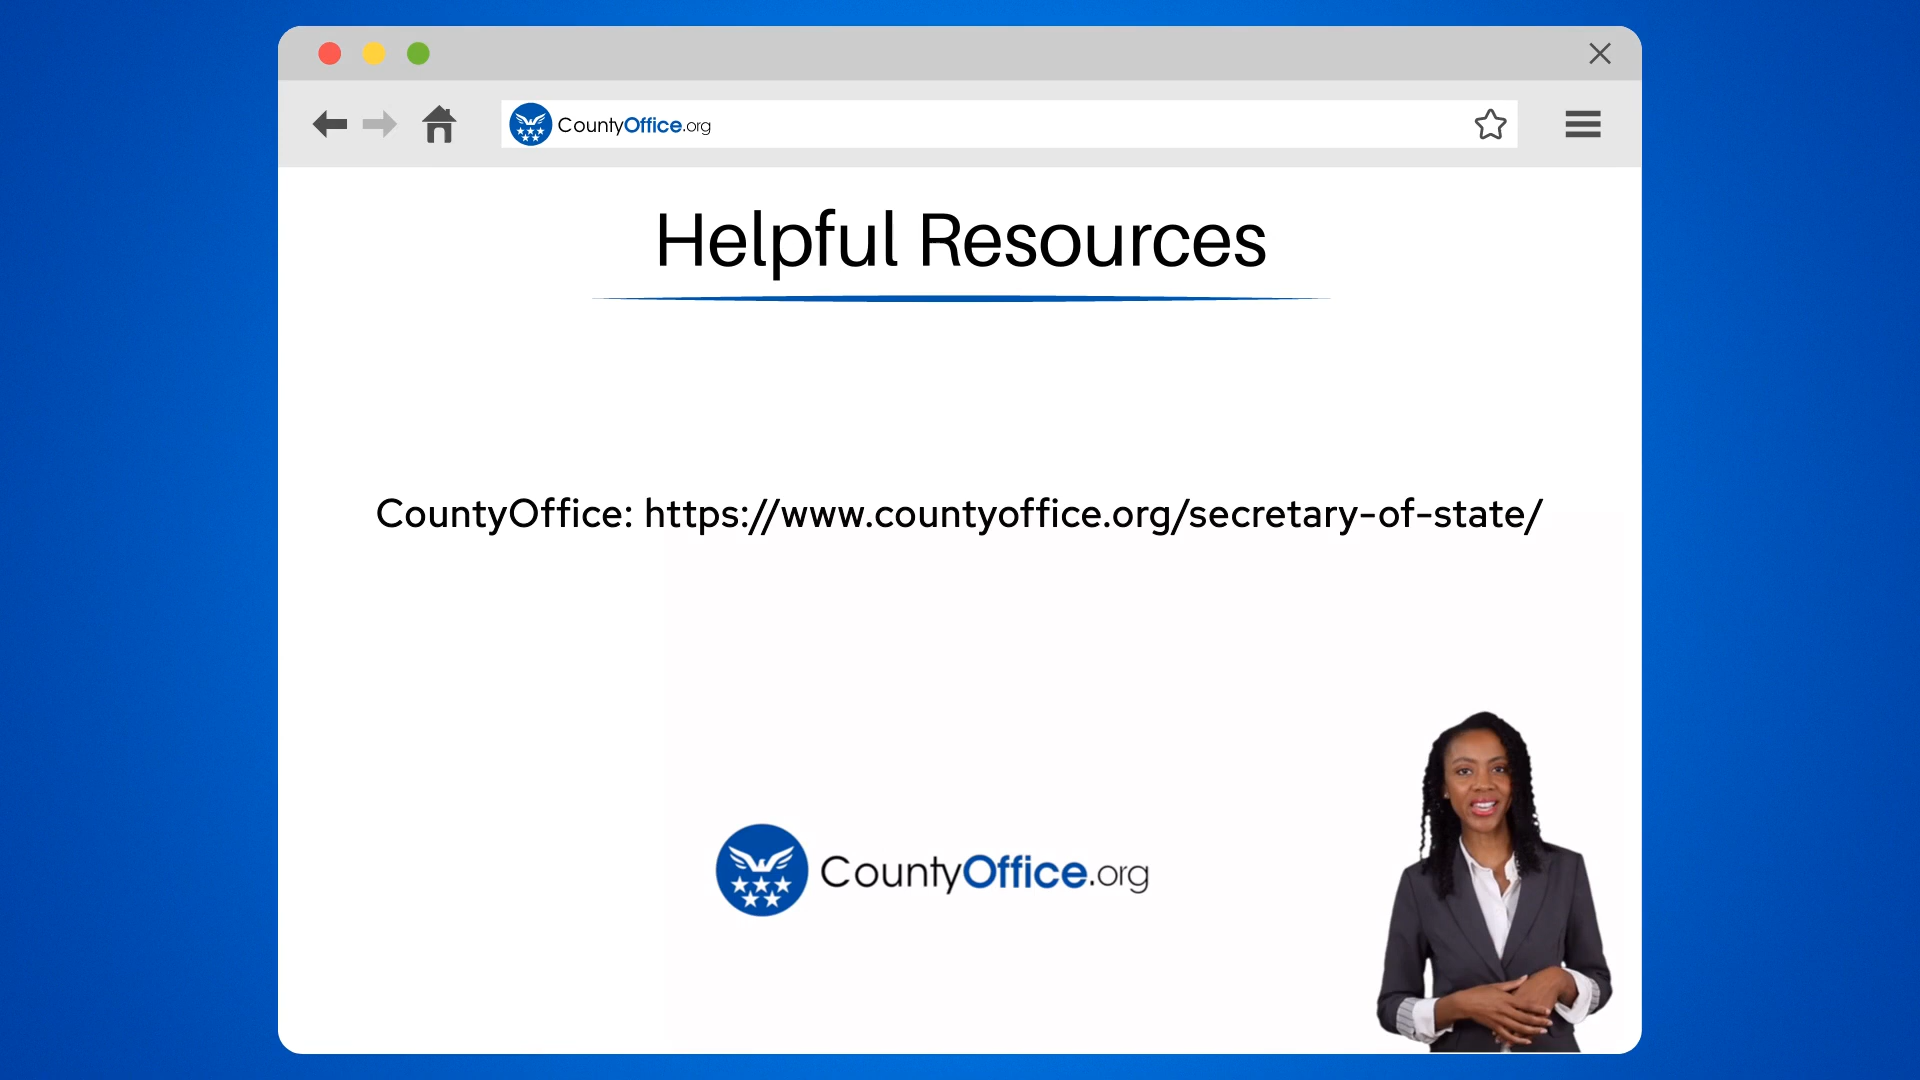 CountyOffice.org
Helpful Resources
CountyOffice: https://www.countyoffice.org/secretary-of-state/
CountyOffice.org